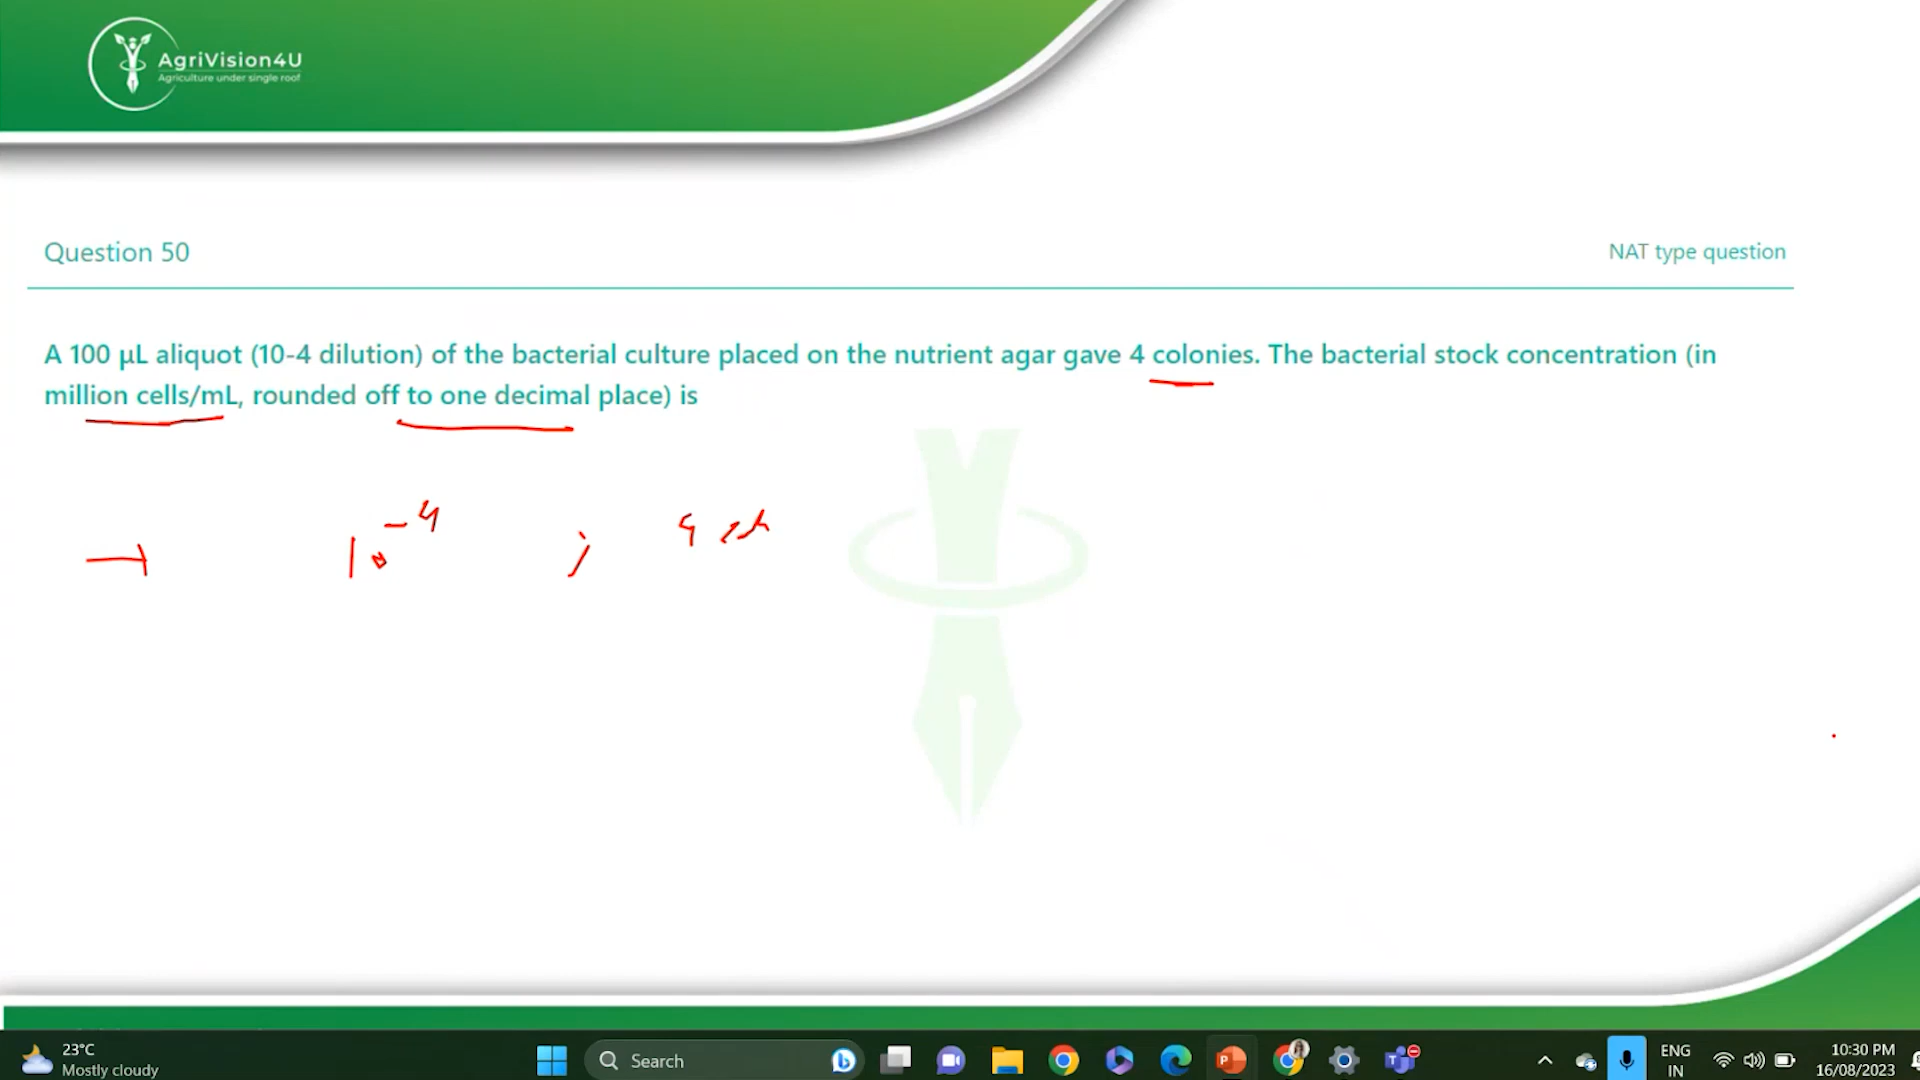 AgriVision4U
Agriculture under single roof
Question 50
NAT type question
A 100 μL aliquot (10-4 dilution) of the bacterial culture placed on the nutrient agar gave 4 colonies. The bacterial stock concentration (in
million cells/mL, rounded off to one decimal place) is
10⁻⁴ ; 4
23°C
Mostly cloudy
Search
ENG
IN
10:30 PM
16/08/2023